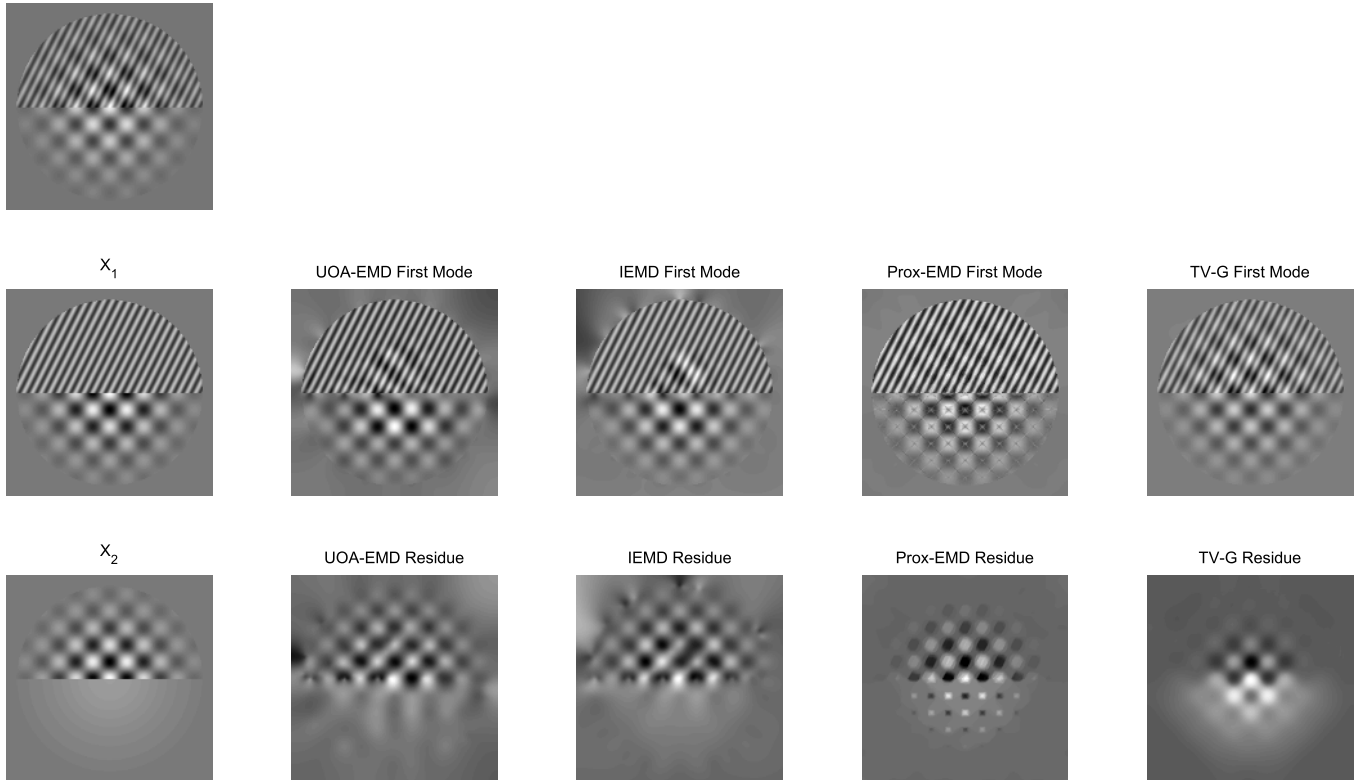 X1
UOA-EMD First Mode
IEMD First Mode
Prox-EMD First Mode
TV-G First Mode
X2
UOA-EMD Residue
IEMD Residue
Prox-EMD Residue
TV-G Residue